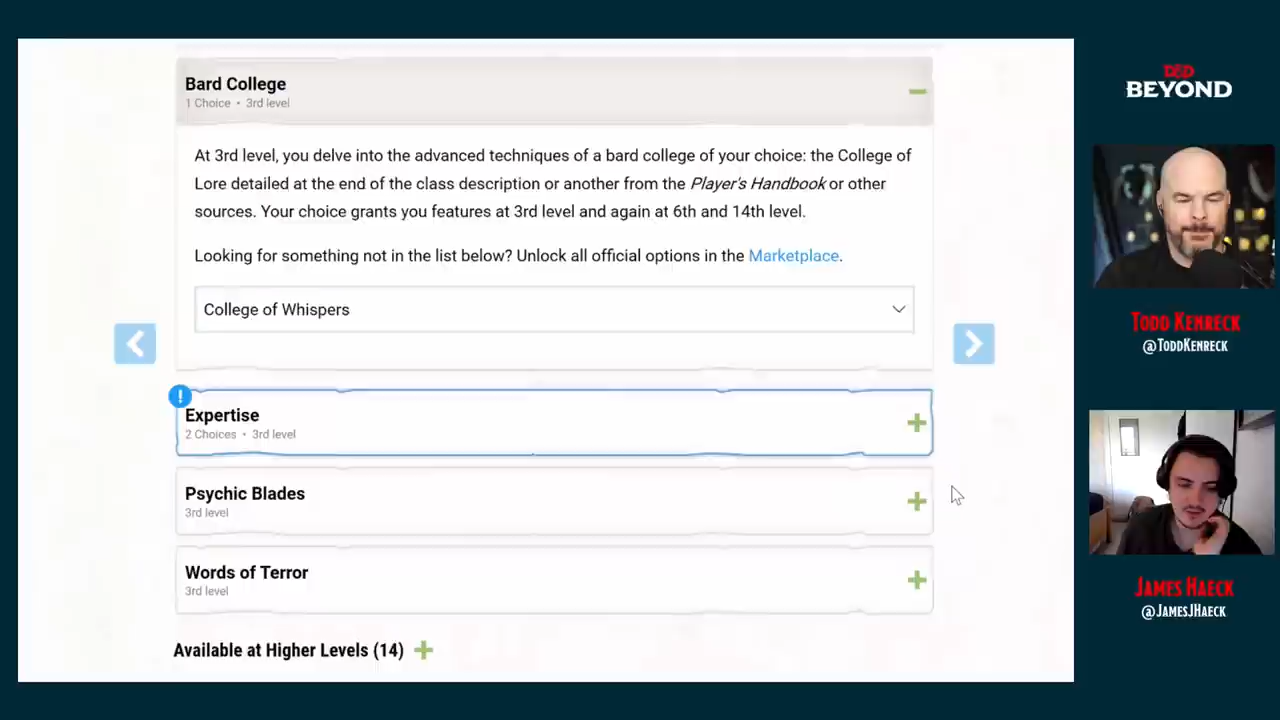 Bard College
1 Choice • 3rd level
At 3rd level, you delve into the advanced techniques of a bard college of your choice: the College of
Lore detailed at the end of the class description or another from the Player's Handbook or other
sources. Your choice grants you features at 3rd level and again at 6th and 14th level.
Looking for something not in the list below? Unlock all official options in the Marketplace.
College of Whispers
!
Expertise
2 Choices • 3rd level
Psychic Blades
3rd level
Words of Terror
3rd level
Available at Higher Levels (14)
D&D
BEYOND
TODD KENRECK
@TODDKENRECK
JAMES HAECK
@JAMESJHAECK